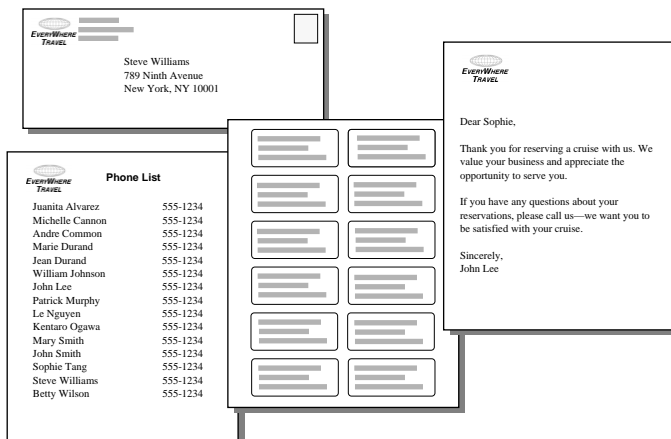 EVERYWHERE
TRAVEL
Steve Williams
789 Ninth Avenue
New York, NY 10001
EVERYWHERE
TRAVEL
Phone List
Juanita Alvarez 555-1234
Michelle Cannon 555-1234
Andre Common 555-1234
Marie Durand 555-1234
Jean Durand 555-1234
William Johnson 555-1234
John Lee 555-1234
Patrick Murphy 555-1234
Le Nguyen 555-1234
Kentaro Ogawa 555-1234
Mary Smith 555-1234
John Smith 555-1234
Sophie Tang 555-1234
Steve Williams 555-1234
Betty Wilson 555-1234
EVERYWHERE
TRAVEL
Dear Sophie,
Thank you for reserving a cruise with us. We
value your business and appreciate the
opportunity to serve you.
If you have any questions about your
reservations, please call us—we want you to
be satisfied with your cruise.
Sincerely,
John Lee